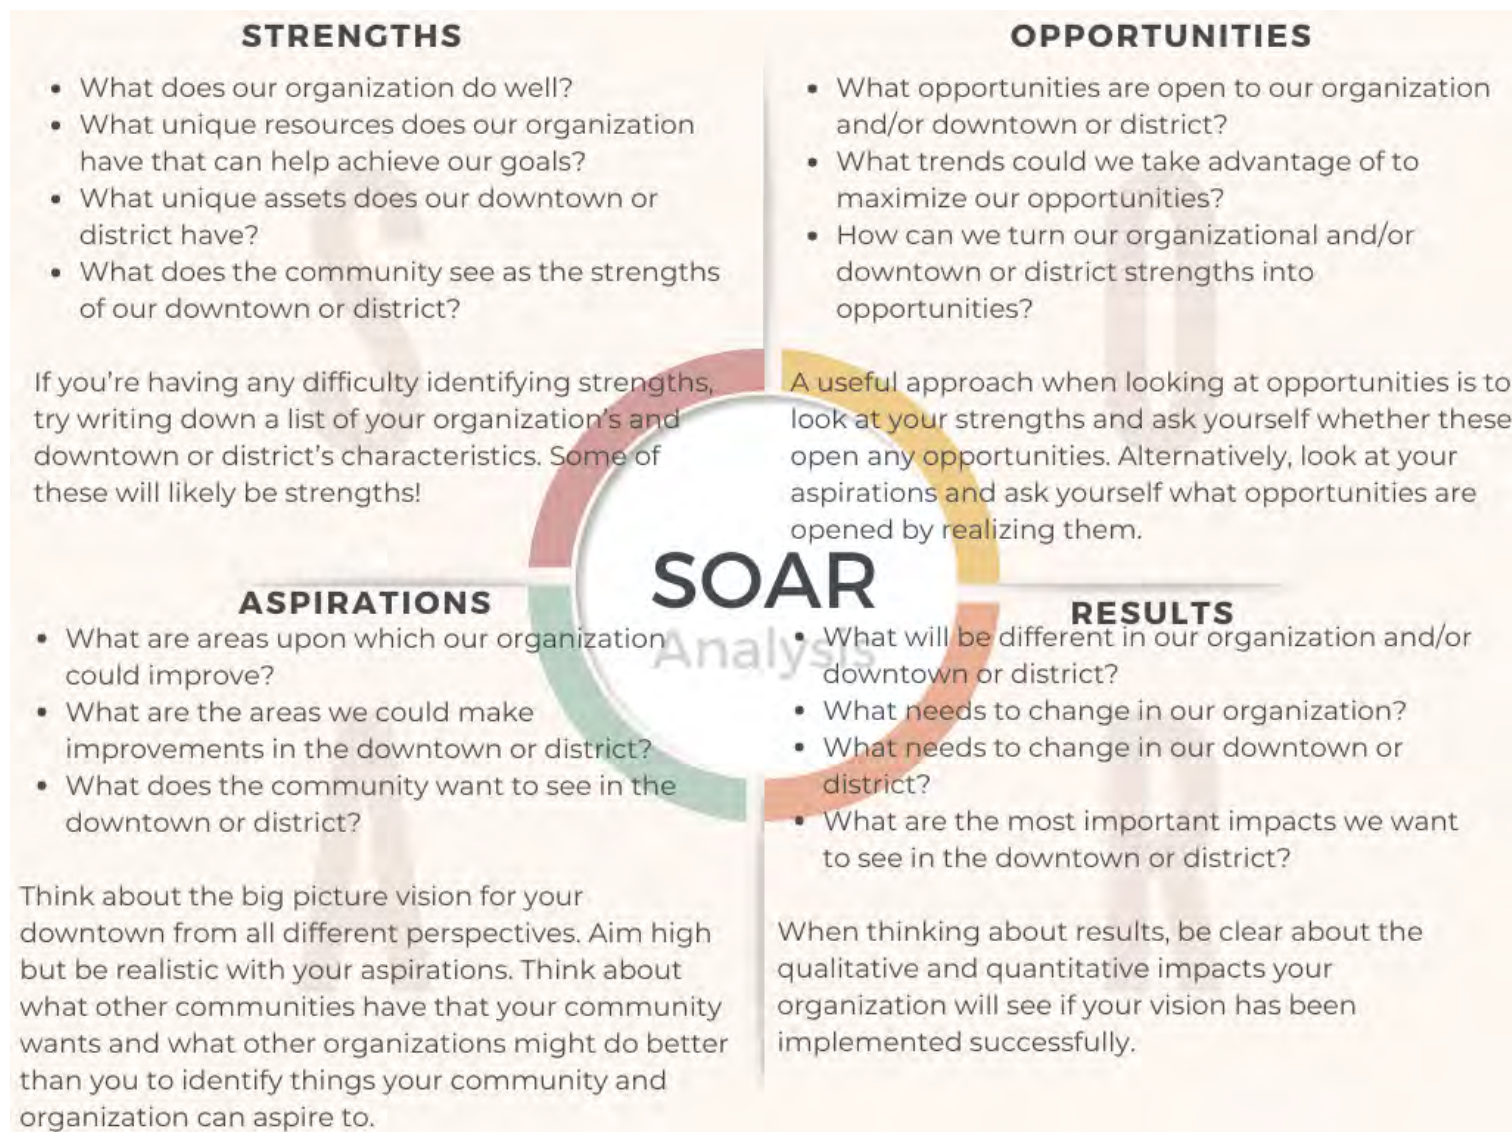 STRENGTHS
• What does our organization do well?
• What unique resources does our organization
have that can help achieve our goals?
• What unique assets does our downtown or
district have?
• What does the community see as the strengths
of our downtown or district?
If you're having any difficulty identifying strengths,
try writing down a list of your organization's and
downtown or district's characteristics. Some of
these will likely be strengths!
OPPORTUNITIES
• What opportunities are open to our organization
and/or downtown or district?
• What trends could we take advantage of to
maximize our opportunities?
• How can we turn our organizational and/or
downtown or district strengths into
opportunities?
A useful approach when looking at opportunities is to
look at your strengths and ask yourself whether these
open any opportunities. Alternatively, look at your
aspirations and ask yourself what opportunities are
opened by realizing them.
SOAR
Analysis
ASPIRATIONS
• What are areas upon which our organization
could improve?
• What are the areas we could make
improvements in the downtown or district?
• What does the community want to see in the
downtown or district?
Think about the big picture vision for your
downtown from all different perspectives. Aim high
but be realistic with your aspirations. Think about
what other communities have that your community
wants and what other organizations might do better
than you to identify things your community and
organization can aspire to.
RESULTS
• What will be different in our organization and/or
downtown or district?
• What needs to change in our organization?
• What needs to change in our downtown or
district?
• What are the most important impacts we want
to see in the downtown or district?
When thinking about results, be clear about the
qualitative and quantitative impacts your
organization will see if your vision has been
implemented successfully.
S
O
A
R